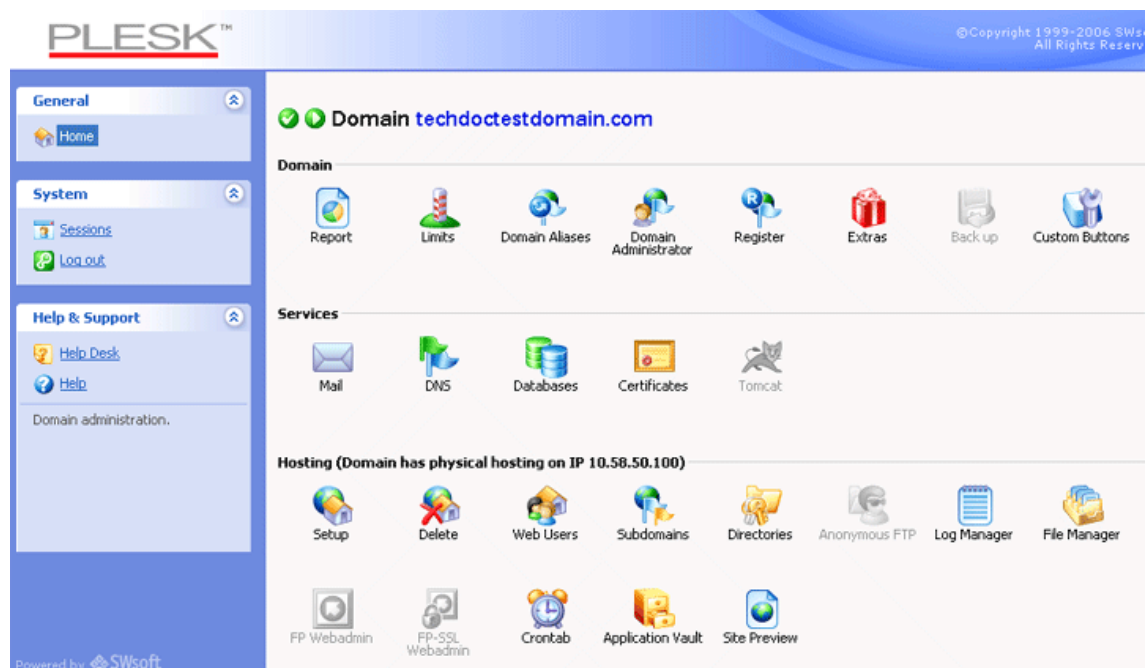 PLESK™
©Copyright 1999-2006
All Rights
General
Home
System
Sessions
Log out
Help & Support
Help Desk
Help
Domain administration.
Powered by SWsoft
Domain techdoctestdomain.com
Domain
Report Limits Domain Aliases Domain Administrator Register Extras Back up Custom Buttons
Services
Mail DNS Databases Certificates Tomcat
Hosting (Domain has physical hosting on IP 10.58.50.100)
Setup Delete Web Users Subdomains Directories Anonymous FTP Log Manager File Manager
FP Webadmin FP-SSL Webadmin Crontab Application Vault Site Preview